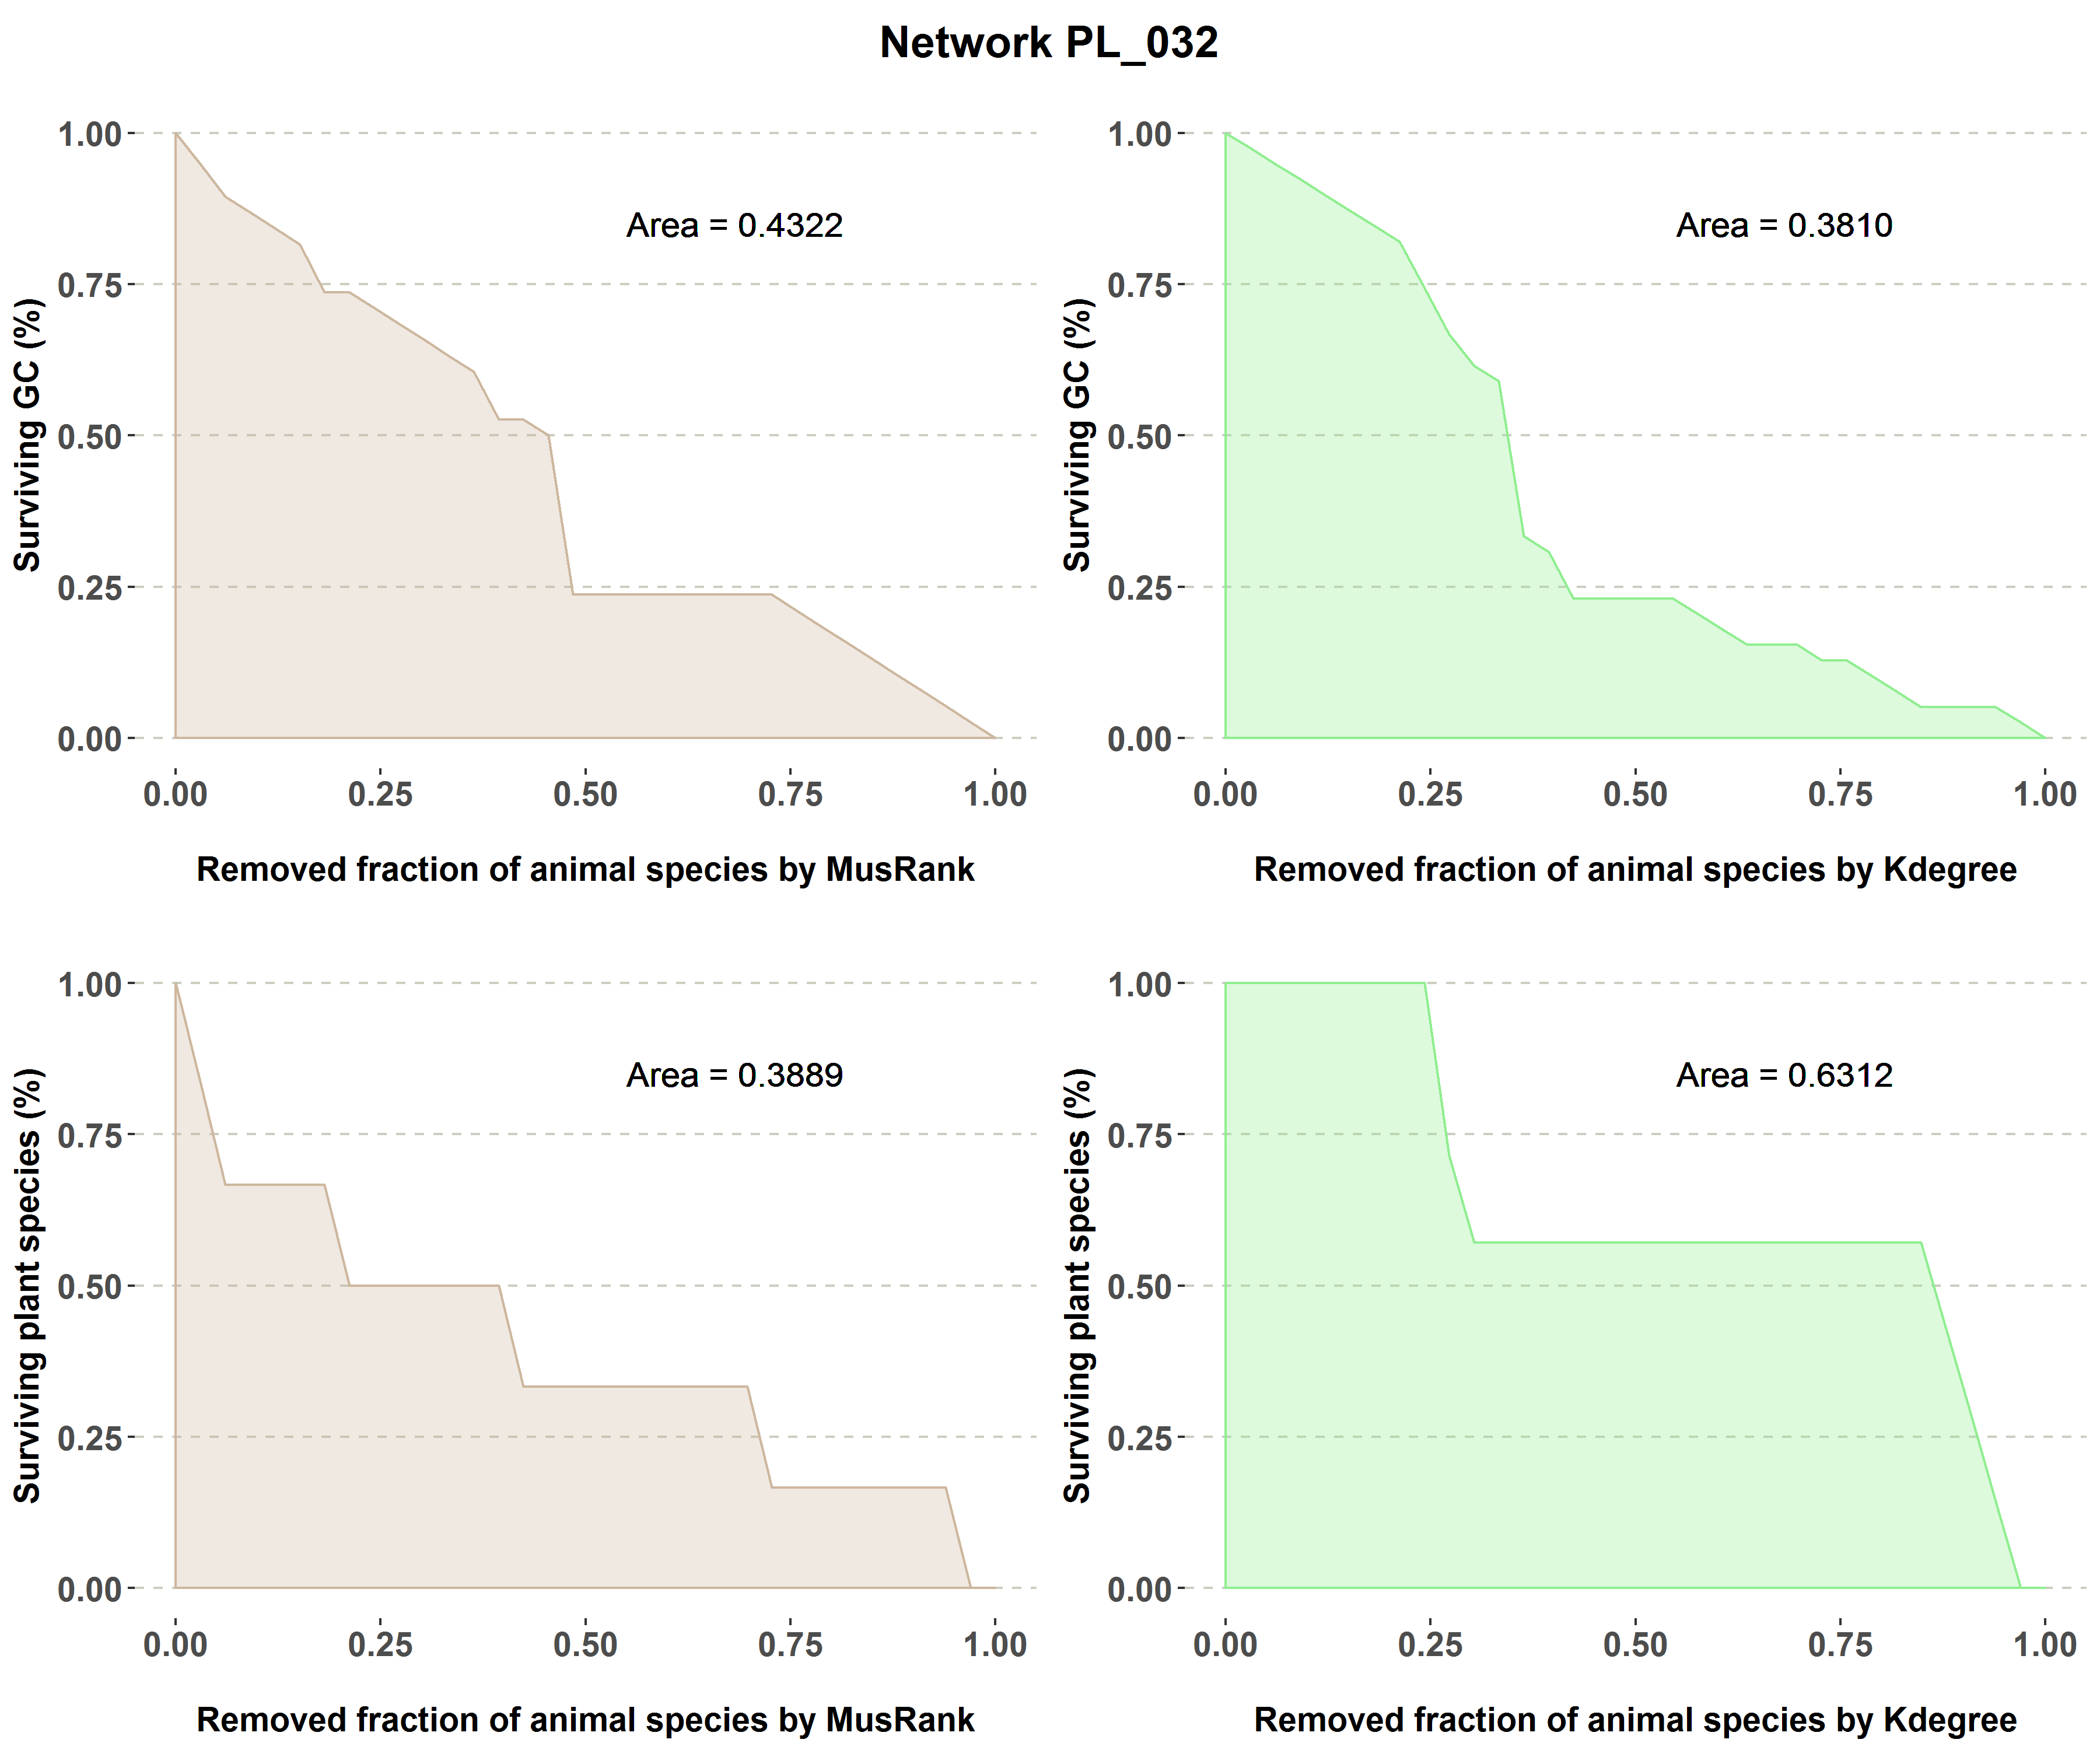 Network PL_032
1.00
0.75
0.50
0.25
0.00
Surviving GC (%)
Area = 0.4322
0.00 0.25 0.50 0.75 1.00
Removed fraction of animal species by MusRank
1.00
0.75
0.50
0.25
0.00
Surviving GC (%)
Area = 0.3810
0.00 0.25 0.50 0.75 1.00
Removed fraction of animal species by Kdegree
1.00
0.75
0.50
0.25
0.00
Surviving plant species (%)
Area = 0.3889
0.00 0.25 0.50 0.75 1.00
Removed fraction of animal species by MusRank
1.00
0.75
0.50
0.25
0.00
Surviving plant species (%)
Area = 0.6312
0.00 0.25 0.50 0.75 1.00
Removed fraction of animal species by Kdegree